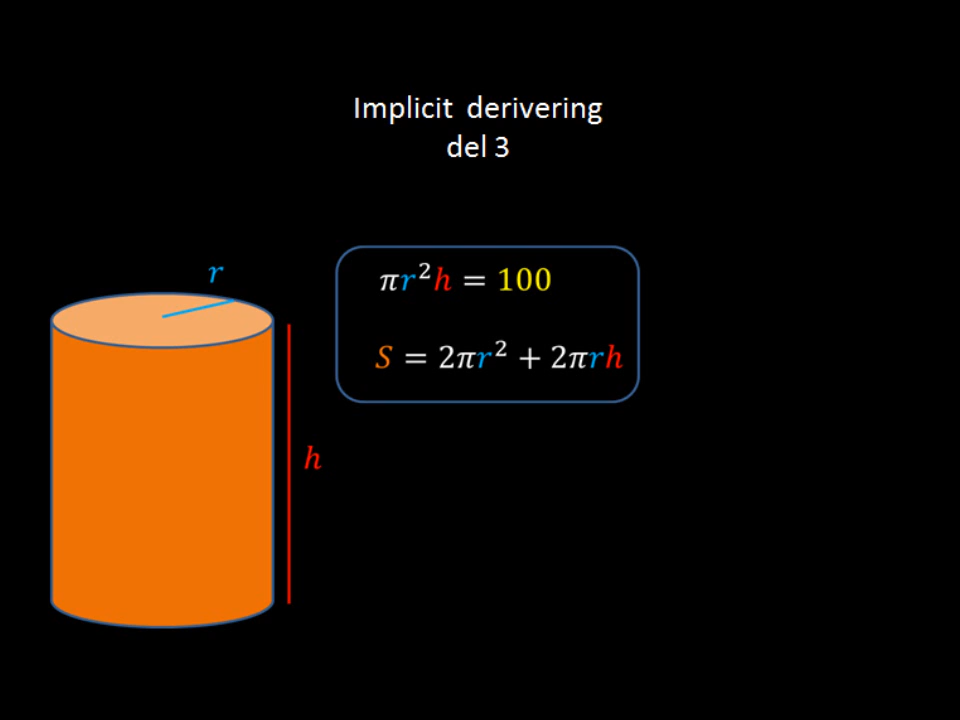 Implicit derivering
del 3
r
πr²h = 100
S = 2πr² + 2πrh
h